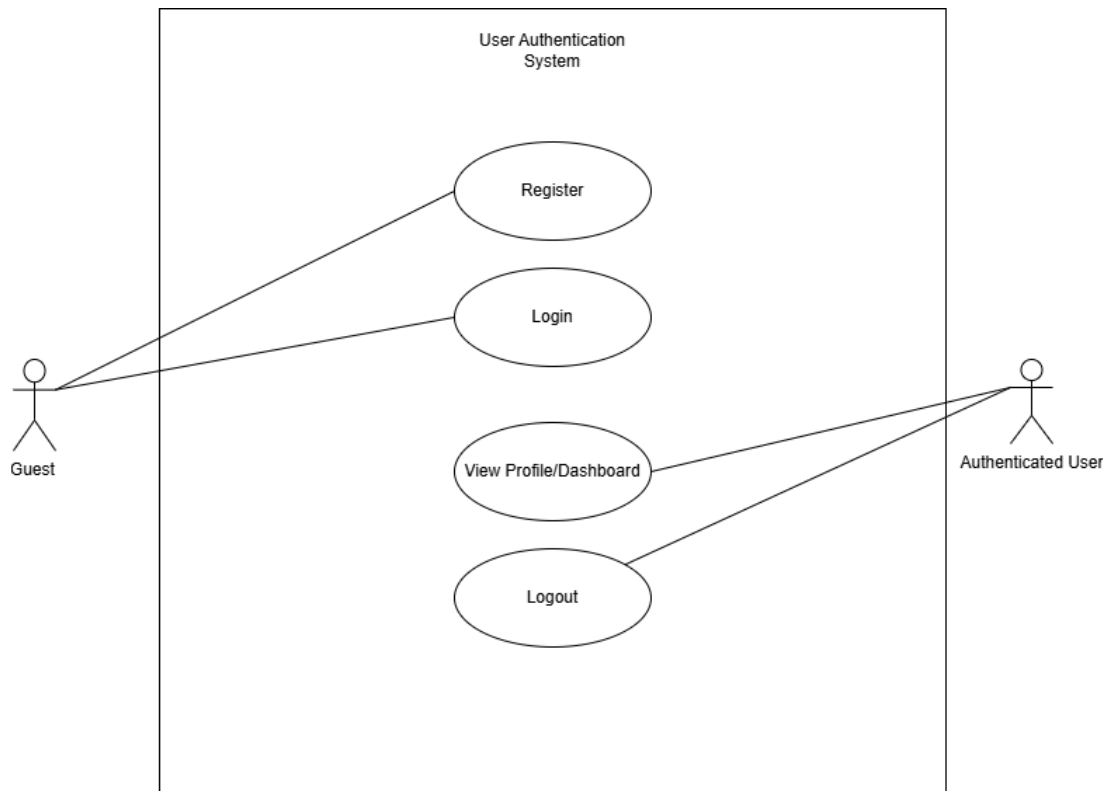 User Authentication
System
Register
Login
Guest
View Profile/Dashboard
Authenticated User
Logout